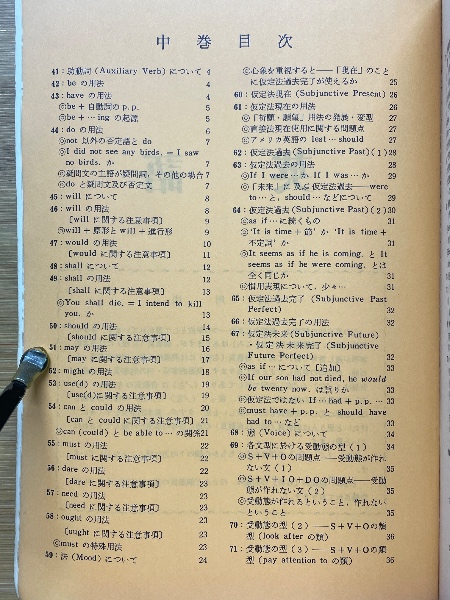 中巻目次
41：助動詞 (Auxiliary Verb) について 4
42：be の用法 4
43：have の用法 4
be＋自動詞の p.p. 5
be＋…ing の起源 5
44：do の用法 6
not 以外の否定語と do 7
I did not see any birds. ＝ I saw
no birds. か 7
疑問文の主語が疑問詞，その他の場合 7
do と疑問文及び否定文 7
45：will について 8
46：will の用法 8
[will に関する注意事項] 8
will＋原形と will＋進行形 9
47：would の用法 10
[would に関する注意事項] 11
48：shall について 12
49：shall の用法 12
[shall に関する注意事項] 13
You shall die. ＝ I intend to kill
you. か 13
50：should の用法 14
[should に関する注意事項] 15
51：may の用法 16
[may に関する注意事項] 17
52：might の用法 18
53：use(d) の用法 19
[use(d) に関する注意事項] 19
54：can と could の用法 20
[can に関する注意事項] 21
can (could) と be able to … の関係 21
55：must の用法 22
[must に関する注意事項] 22
56：dare の用法 22
[dare に関する注意事項] 23
57：need の用法 23
[need に関する注意事項] 23
58：ought の用法 23
[ought に関する注意事項] 23
must の特殊用法 23
59：法 (Mood) について 24
心象を重視すると――「現在」のこと
に仮定法過去完了が使えるか 25
60：仮定法現在 (Subjunctive Present) 26
61：仮定法現在の用法 26
「祈願・願望」用法の発展・変型 27
直接法現在使用に関する問題点 27
アメリカ英語の lest … should 27
62：仮定法過去 (Subjunctive Past) (1) 28
63：仮定法過去の用法 28
If I were … か If I was … か 29
「未来」に及ぶ仮定法過去――were
to … と，should … などについて 29
64：仮定法過去 (Subjunctive Past) (2) 30
as if … に続くもの 31
‘It is time＋節’ か ‘It is time＋
不定詞’ か 31
It seems as if he is coming. と It
seems as if he were coming. とは
全く同じか 31
慣用表現について，少々… 31
65：仮定法過去完了 (Subjunctive Past
Perfect) 32
66：仮定法過去完了の用法 32
67：仮定法未来 (Subjunctive Future)
・仮定法未来完了 (Subjunctive
Future Perfect) 32
as if … について [追加] 33
If our son had not died, he would
be twenty now. は誤りか 33
仮定法ではない If … had＋p.p. … 33
must have＋p.p. と should have
had to … など 33
68：態 (Voice) について 34
69：各文型に於ける受動態の型 (1) 34
S＋V＋O の問題点――受動態が作れ
ない文 (1) 35
S＋V＋IO＋DO の問題点――受動
態が作れない文 (2) 35
受動態が作れるということ，作れない
ということ 35
70：受動態の型 (2) ――S＋V＋O の類
型 (look after の類) 36
71：受動態の型 (3) ――S＋V＋O の類
型 (pay attention to の類) 36